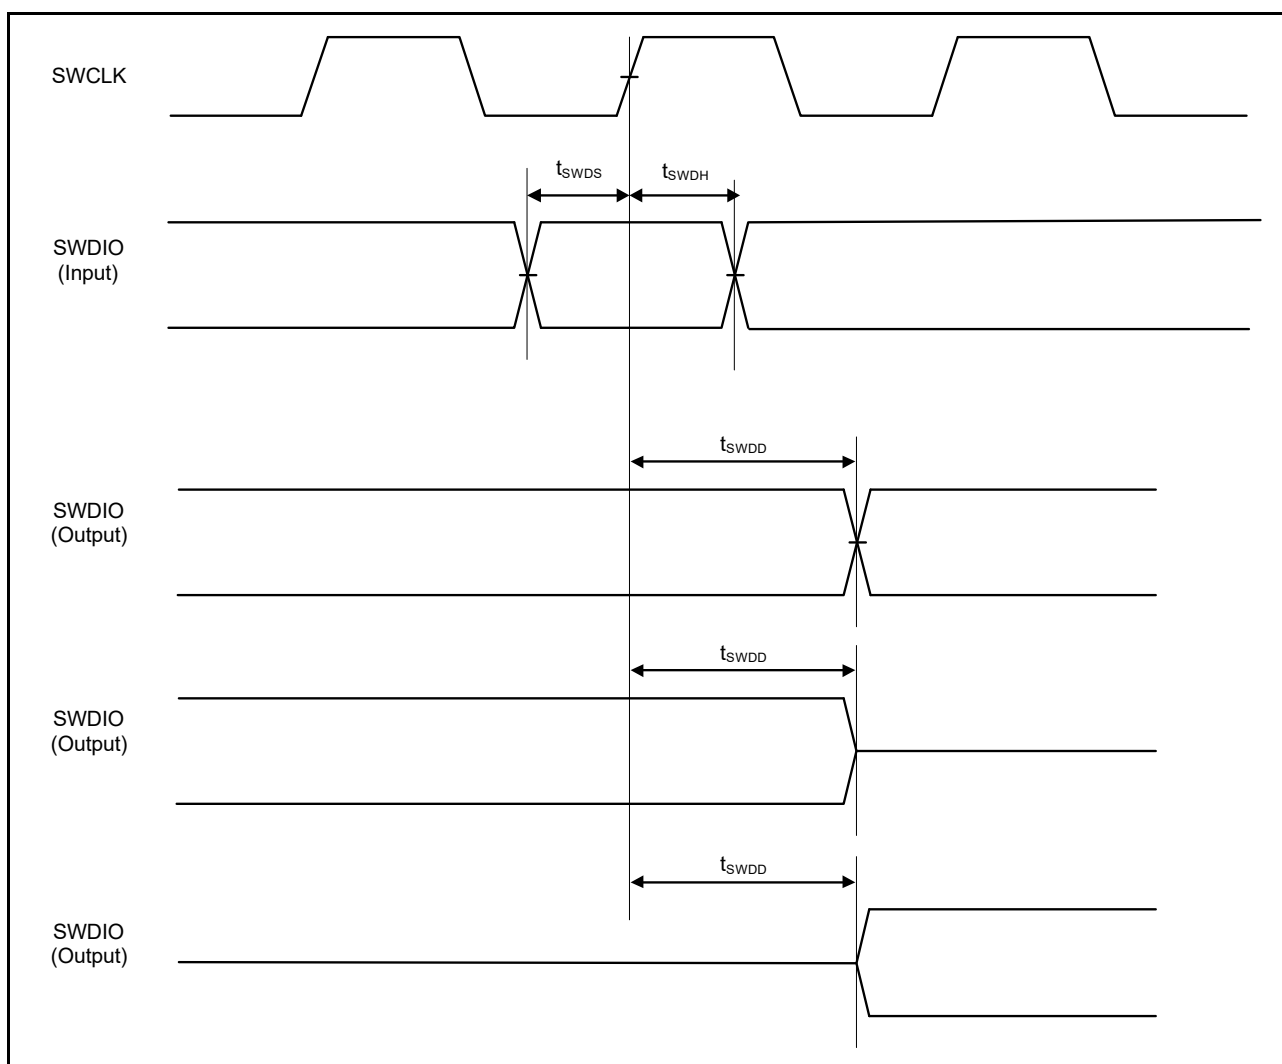 SWCLK
tSWDS
tSWDH
SWDIO
(Input)
tSWDD
SWDIO
(Output)
tSWDD
SWDIO
(Output)
tSWDD
SWDIO
(Output)